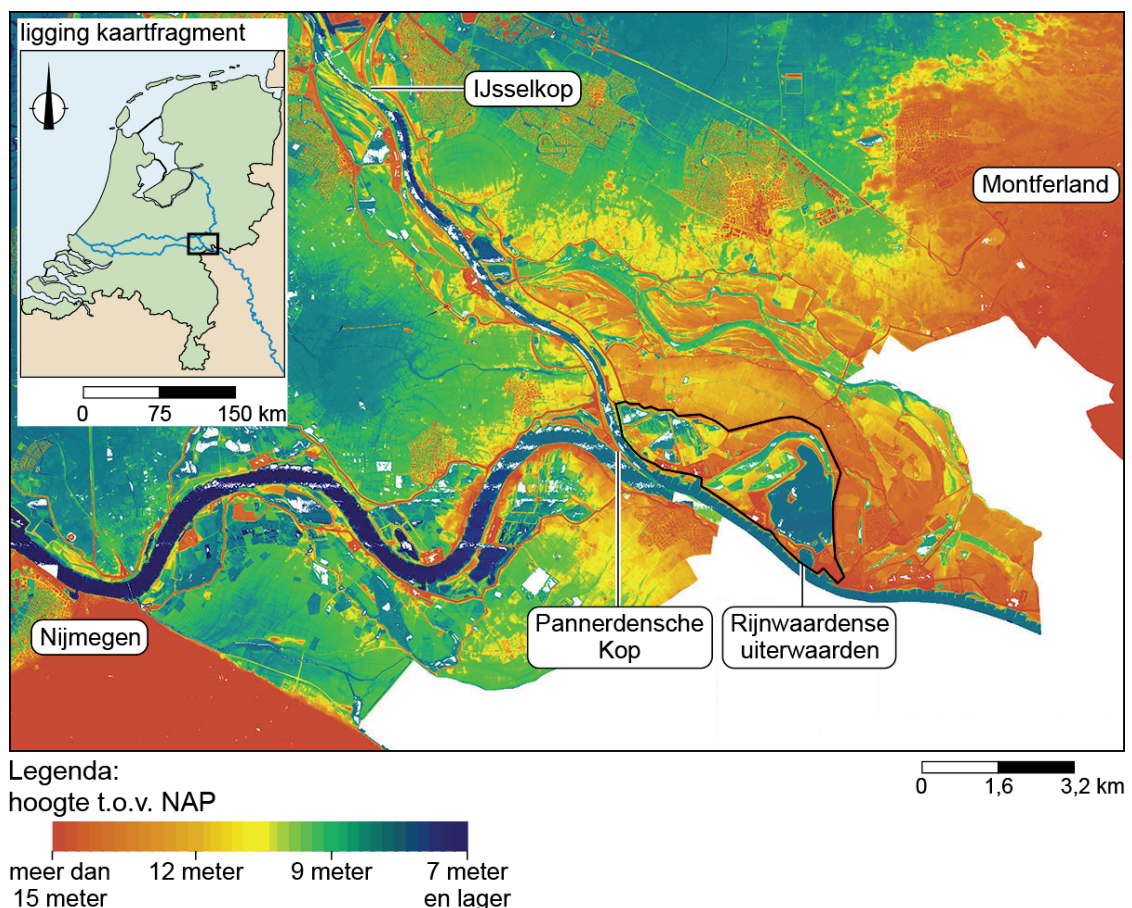 ligging kaartfragment
0 75 150 km
IJsselkop
Montferland
Nijmegen
Pannerdensche
Kop
Rijnwaardense
uiterwaarden
Legenda:
hoogte t.o.v. NAP
meer dan
15 meter
12 meter
9 meter
7 meter
en lager
0 1,6 3,2 km